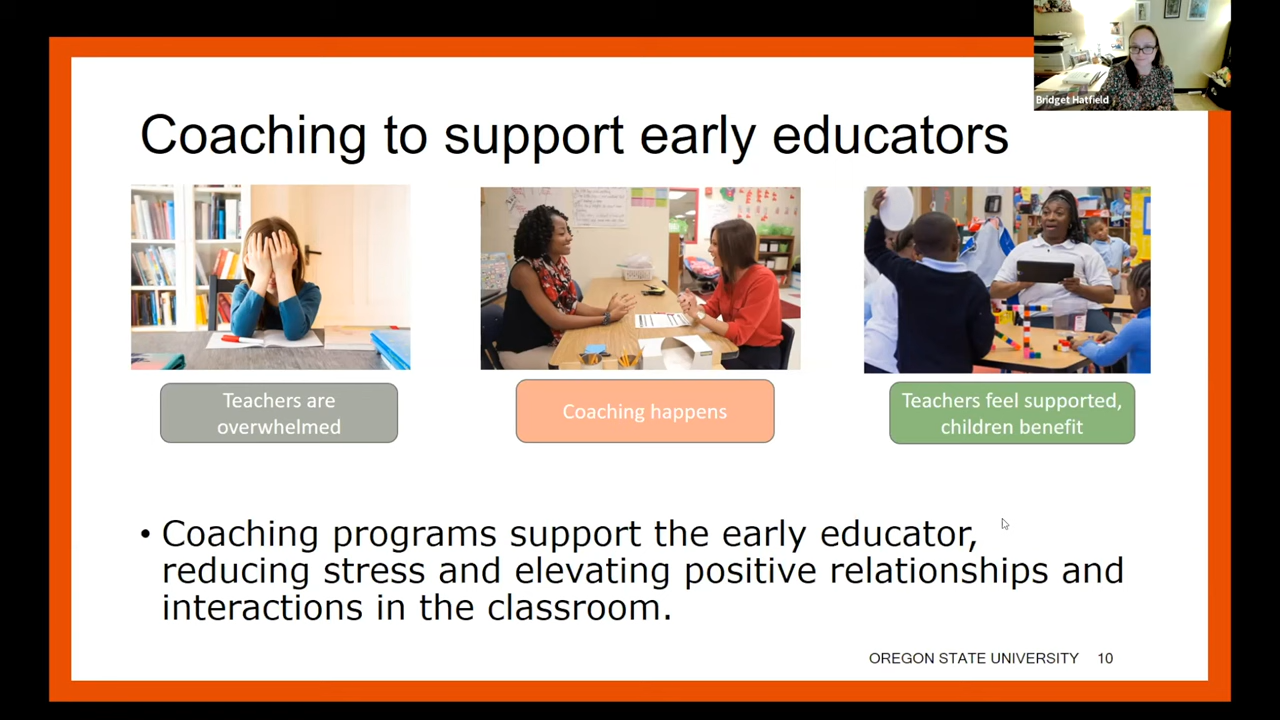 Bridget Hatfield
Coaching to support early educators
Teachers are
overwhelmed
Coaching happens
Teachers feel supported,
children benefit
• Coaching programs support the early educator,
reducing stress and elevating positive relationships and
interactions in the classroom.
OREGON STATE UNIVERSITY 10